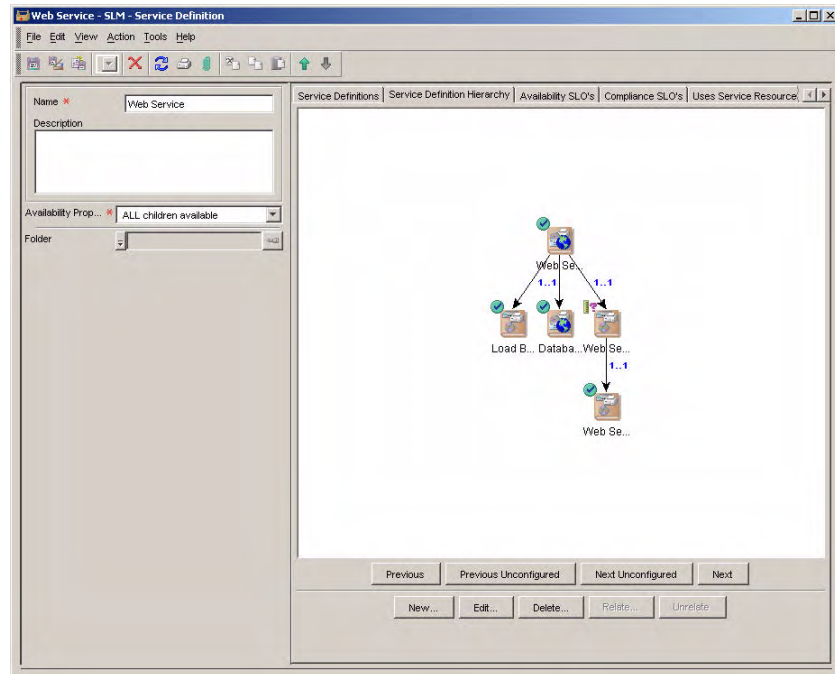 Web Service - SLM - Service Definition
File Edit View Action Tools Help
Name *
Web Service
Description
Availability Prop... *
ALL children available
Folder
Service Definitions
Service Definition Hierarchy
Availability SLO's
Compliance SLO's
Uses Service Resource
Web Se...
1..1
1..1
Load B...
Databa...
Web Se...
1..1
Web Se...
Previous
Previous Unconfigured
Next Unconfigured
Next
New...
Edit...
Delete...
Relate...
Unrelate